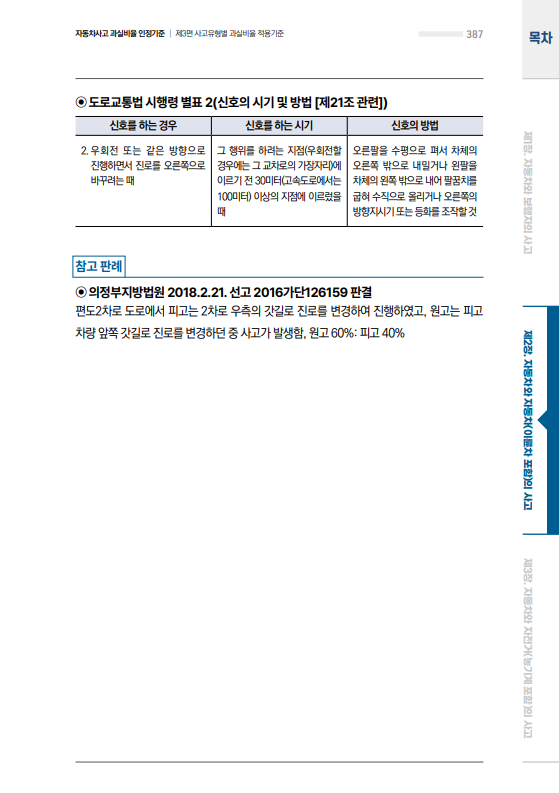 자동차사고 과실비율 인정기준 | 제3편 사고유형별 과실비율 적용기준
387
목차
◉ 도로교통법 시행령 별표 2(신호의 시기 및 방법 [제21조 관련])
신호를 하는 경우
신호를 하는 시기
신호의 방법
2. 우회전 또는 같은 방향으로
진행하면서 진로를 오른쪽으로
바꾸려는 때
그 행위를 하려는 지점(우회전할
경우에는 그 교차로의 가장자리)에
이르기 전 30미터(고속도로에서는
100미터) 이상의 지점에 이르렀을
때
오른팔을 수평으로 펴서 차체의
오른쪽 밖으로 내밀거나 왼팔을
차체의 왼쪽 밖으로 내어 팔꿈치를
굽혀 수직으로 올리거나 오른쪽의
방향지시기 또는 등화를 조작할 것
참고 판례
◉ 의정부지방법원 2018.2.21. 선고 2016가단126159 판결
편도2차로 도로에서 피고는 2차로 우측의 갓길로 진로를 변경하여 진행하였고, 원고는 피고
차량 앞쪽 갓길로 진로를 변경하던 중 사고가 발생함, 원고 60%: 피고 40%
제1장. 자동차와 보행자의 사고
제2장. 자동차와 자동차(이륜차 포함)의 사고
제3장. 자동차와 자전거(농기계 포함)의 사고